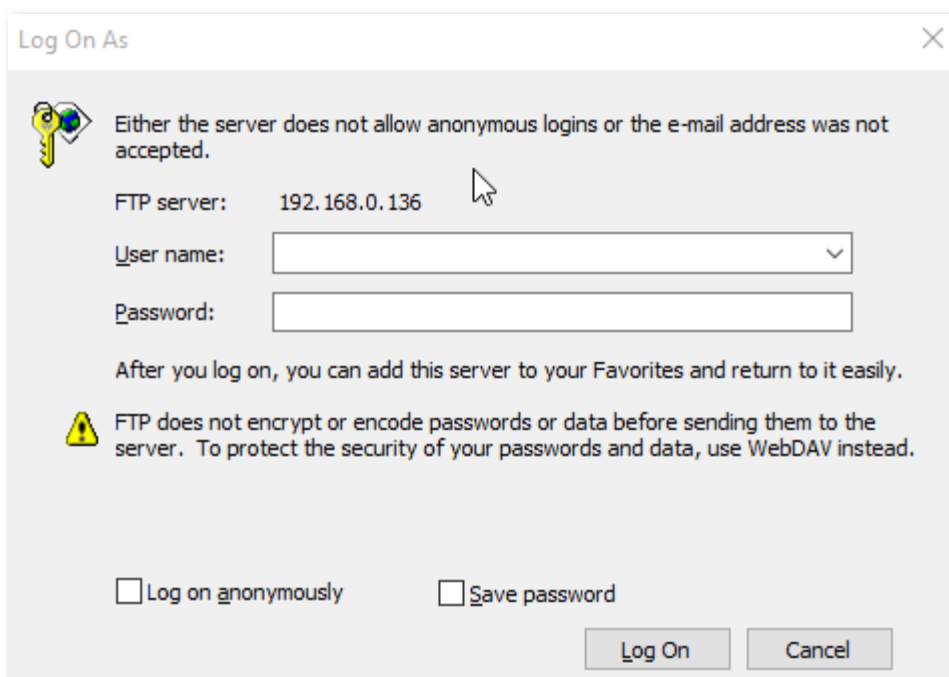 Log On As
Either the server does not allow anonymous logins or the e-mail address was not
accepted.
FTP server: 192.168.0.136
User name:
Password:
After you log on, you can add this server to your Favorites and return to it easily.
FTP does not encrypt or encode passwords or data before sending them to the
server. To protect the security of your passwords and data, use WebDAV instead.
Log on anonymously Save password
Log On Cancel